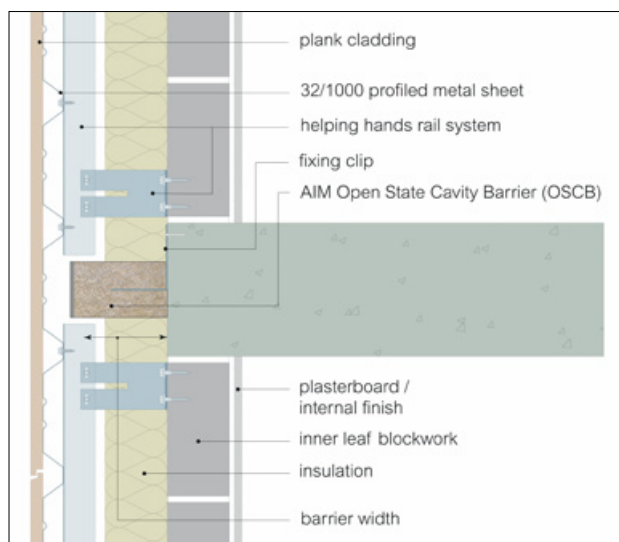 plank cladding
32/1000 profiled metal sheet
helping hands rail system
fixing clip
AIM Open State Cavity Barrier (OSCB)
plasterboard /
internal finish
inner leaf blockwork
insulation
barrier width